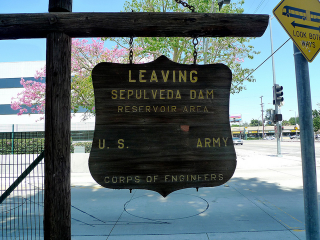 LEAVING
SEPULVEDA DAM
RESERVOIR AREA
U. S. ARMY
CORPS OF ENGINEERS
LOOK BOTH
WAYS